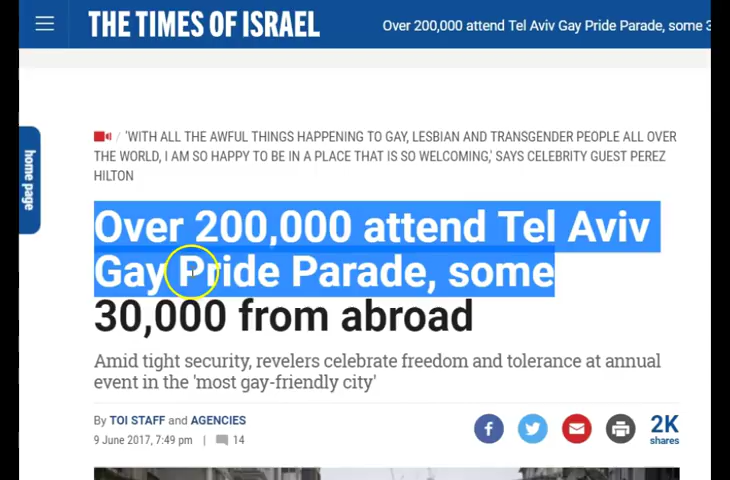 THE TIMES OF ISRAEL
Over 200,000 attend Tel Aviv Gay Pride Parade, some 3
home page
/ 'WITH ALL THE AWFUL THINGS HAPPENING TO GAY, LESBIAN AND TRANSGENDER PEOPLE ALL OVER
THE WORLD, I AM SO HAPPY TO BE IN A PLACE THAT IS SO WELCOMING,' SAYS CELEBRITY GUEST PEREZ
HILTON
Over 200,000 attend Tel Aviv
Gay Pride Parade, some
30,000 from abroad
Amid tight security, revelers celebrate freedom and tolerance at annual
event in the 'most gay-friendly city'
By TOI STAFF and AGENCIES
9 June 2017, 7:49 pm | 14
2K
shares